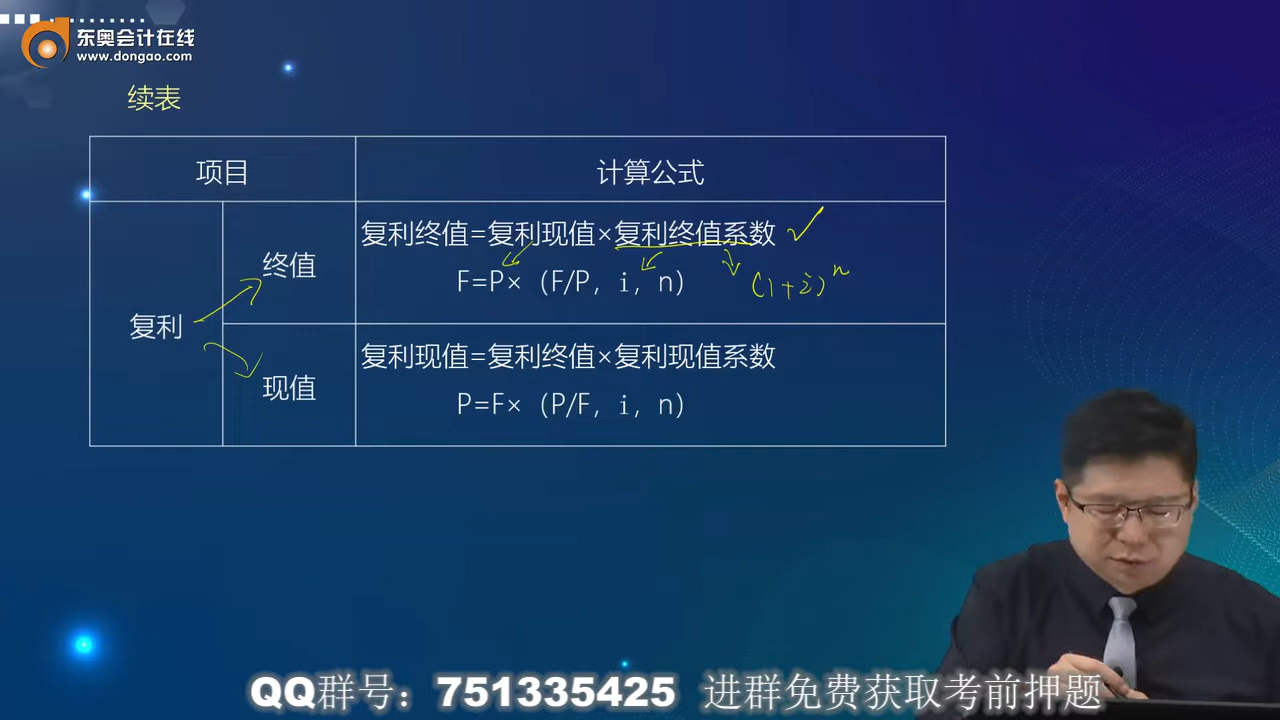 东奥会计在线
www.dongao.com
续表
项目
计算公式
复利
终值
复利终值=复利现值×复利终值系数
F=P×（F/P，i，n）
(1+i)^n
现值
复利现值=复利终值×复利现值系数
P=F×（P/F，i，n）
QQ群号：751335425 进群免费获取考前押题